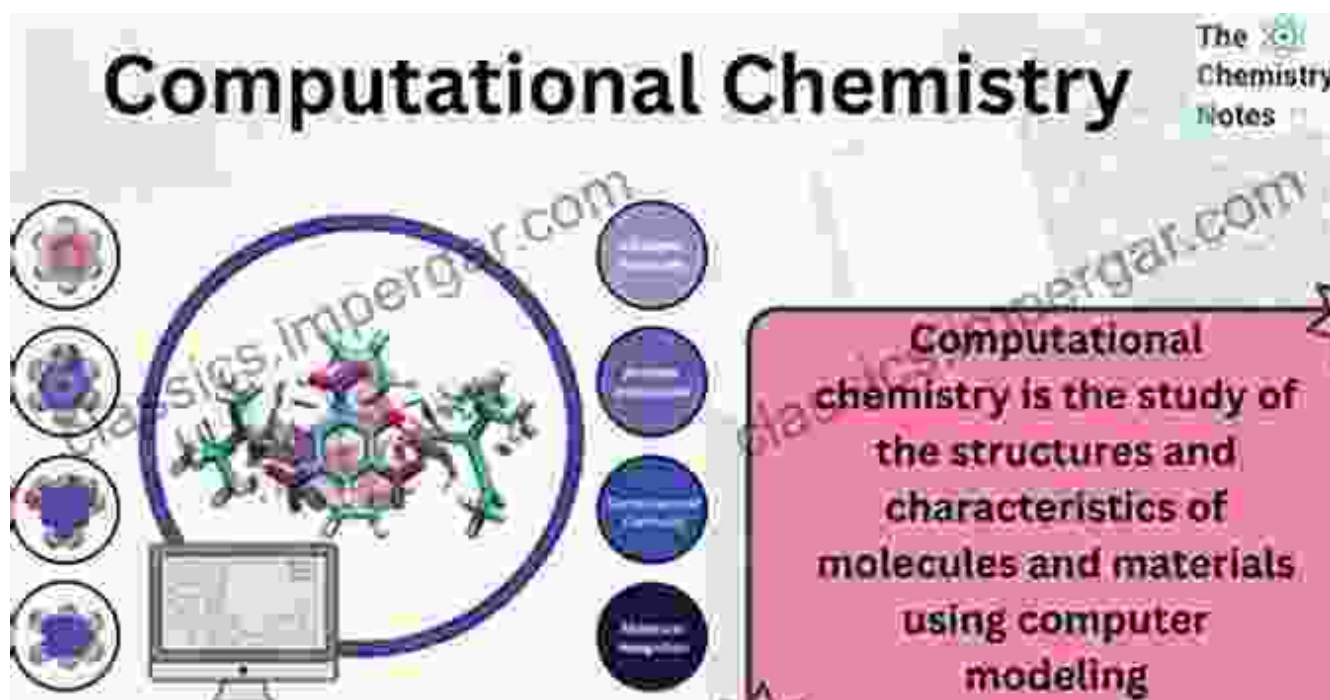 Computational Chemistry
The
Chemistry
Notes
classics.impergar.com
classics.impergar.com
Computational
chemistry is the study of
the structures and
characteristics of
molecules and materials
using computer
modeling